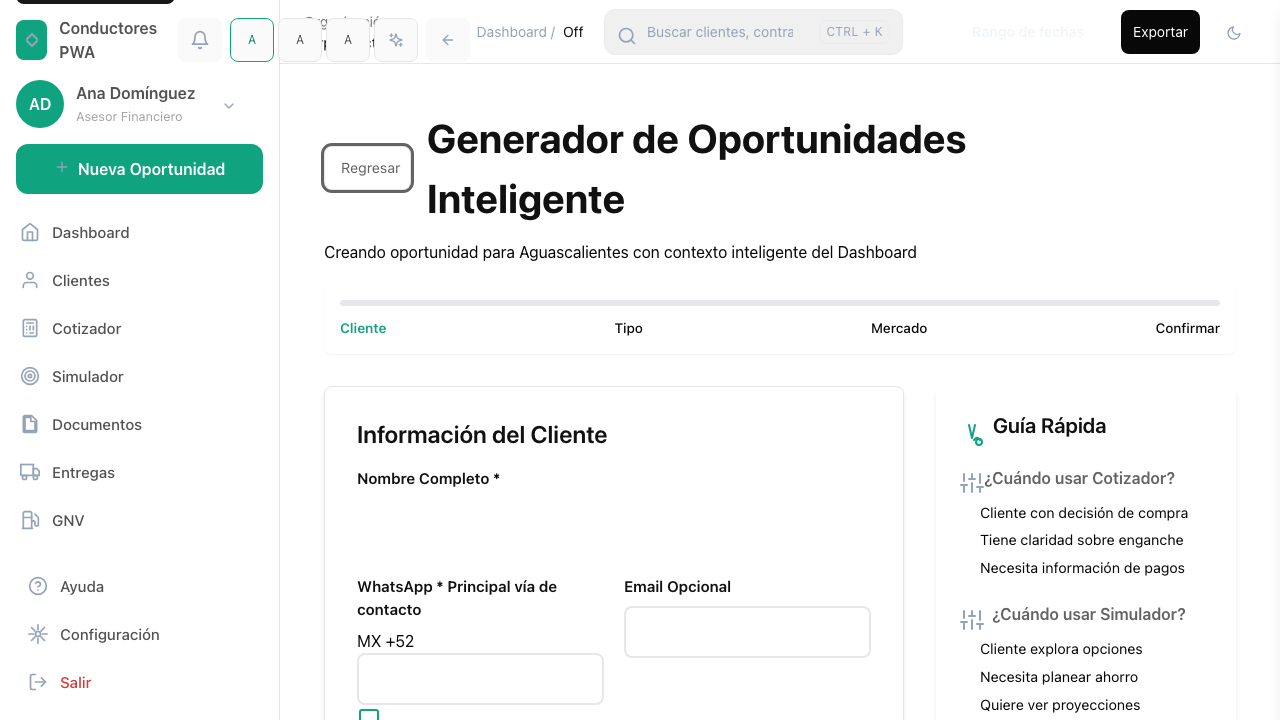 Conductores
PWA
A
A
A
Dashboard / Off
Buscar clientes, contra
CTRL + K
Rango de fechas
Exportar
AD
Ana Domínguez
Asesor Financiero
+ Nueva Oportunidad
Dashboard
Clientes
Cotizador
Simulador
Documentos
Entregas
GNV
Ayuda
Configuración
Salir
Regresar
Generador de Oportunidades
Inteligente
Creando oportunidad para Aguascalientes con contexto inteligente del Dashboard
Cliente
Tipo
Mercado
Confirmar
Información del Cliente
Nombre Completo *
WhatsApp * Principal vía de
contacto
MX +52
Email Opcional
Guía Rápida
¿Cuándo usar Cotizador?
Cliente con decisión de compra
Tiene claridad sobre enganche
Necesita información de pagos
¿Cuándo usar Simulador?
Cliente explora opciones
Necesita planear ahorro
Quiere ver proyecciones